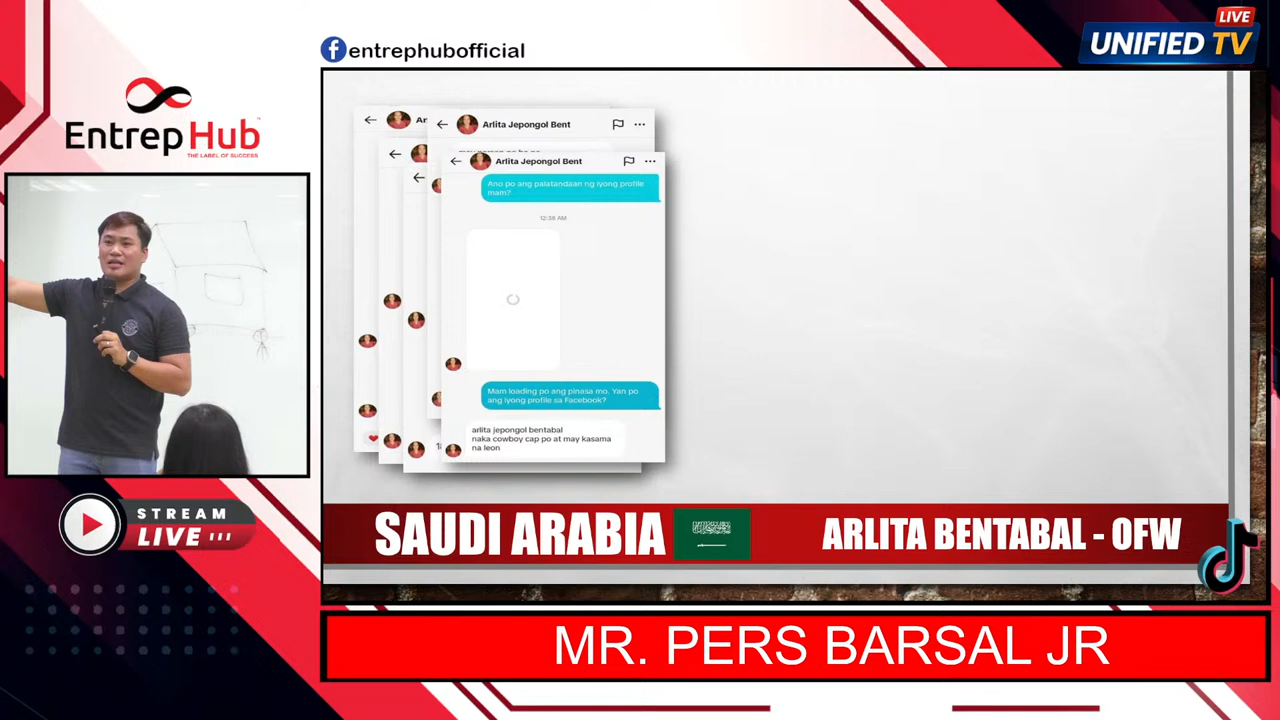 LIVE
UNIFIED TV
entrephubofficial
EntrepHub
THE LABEL OF SUCCESS
Ar
Arlita Jepongol Bent
Arlita Jepongol Bent
Ano po ang palatandaan ng iyong profile
mam?
12:38 AM
Mam loading po ang pinasa mo. Yan po
ang iyong profile sa Facebook?
arlita jepongol bentabal
naka cowboy cap po at may kasama
na leon
STREAM
LIVE
SAUDI ARABIA
ARLITA BENTABAL - OFW
MR. PERS BARSAL JR